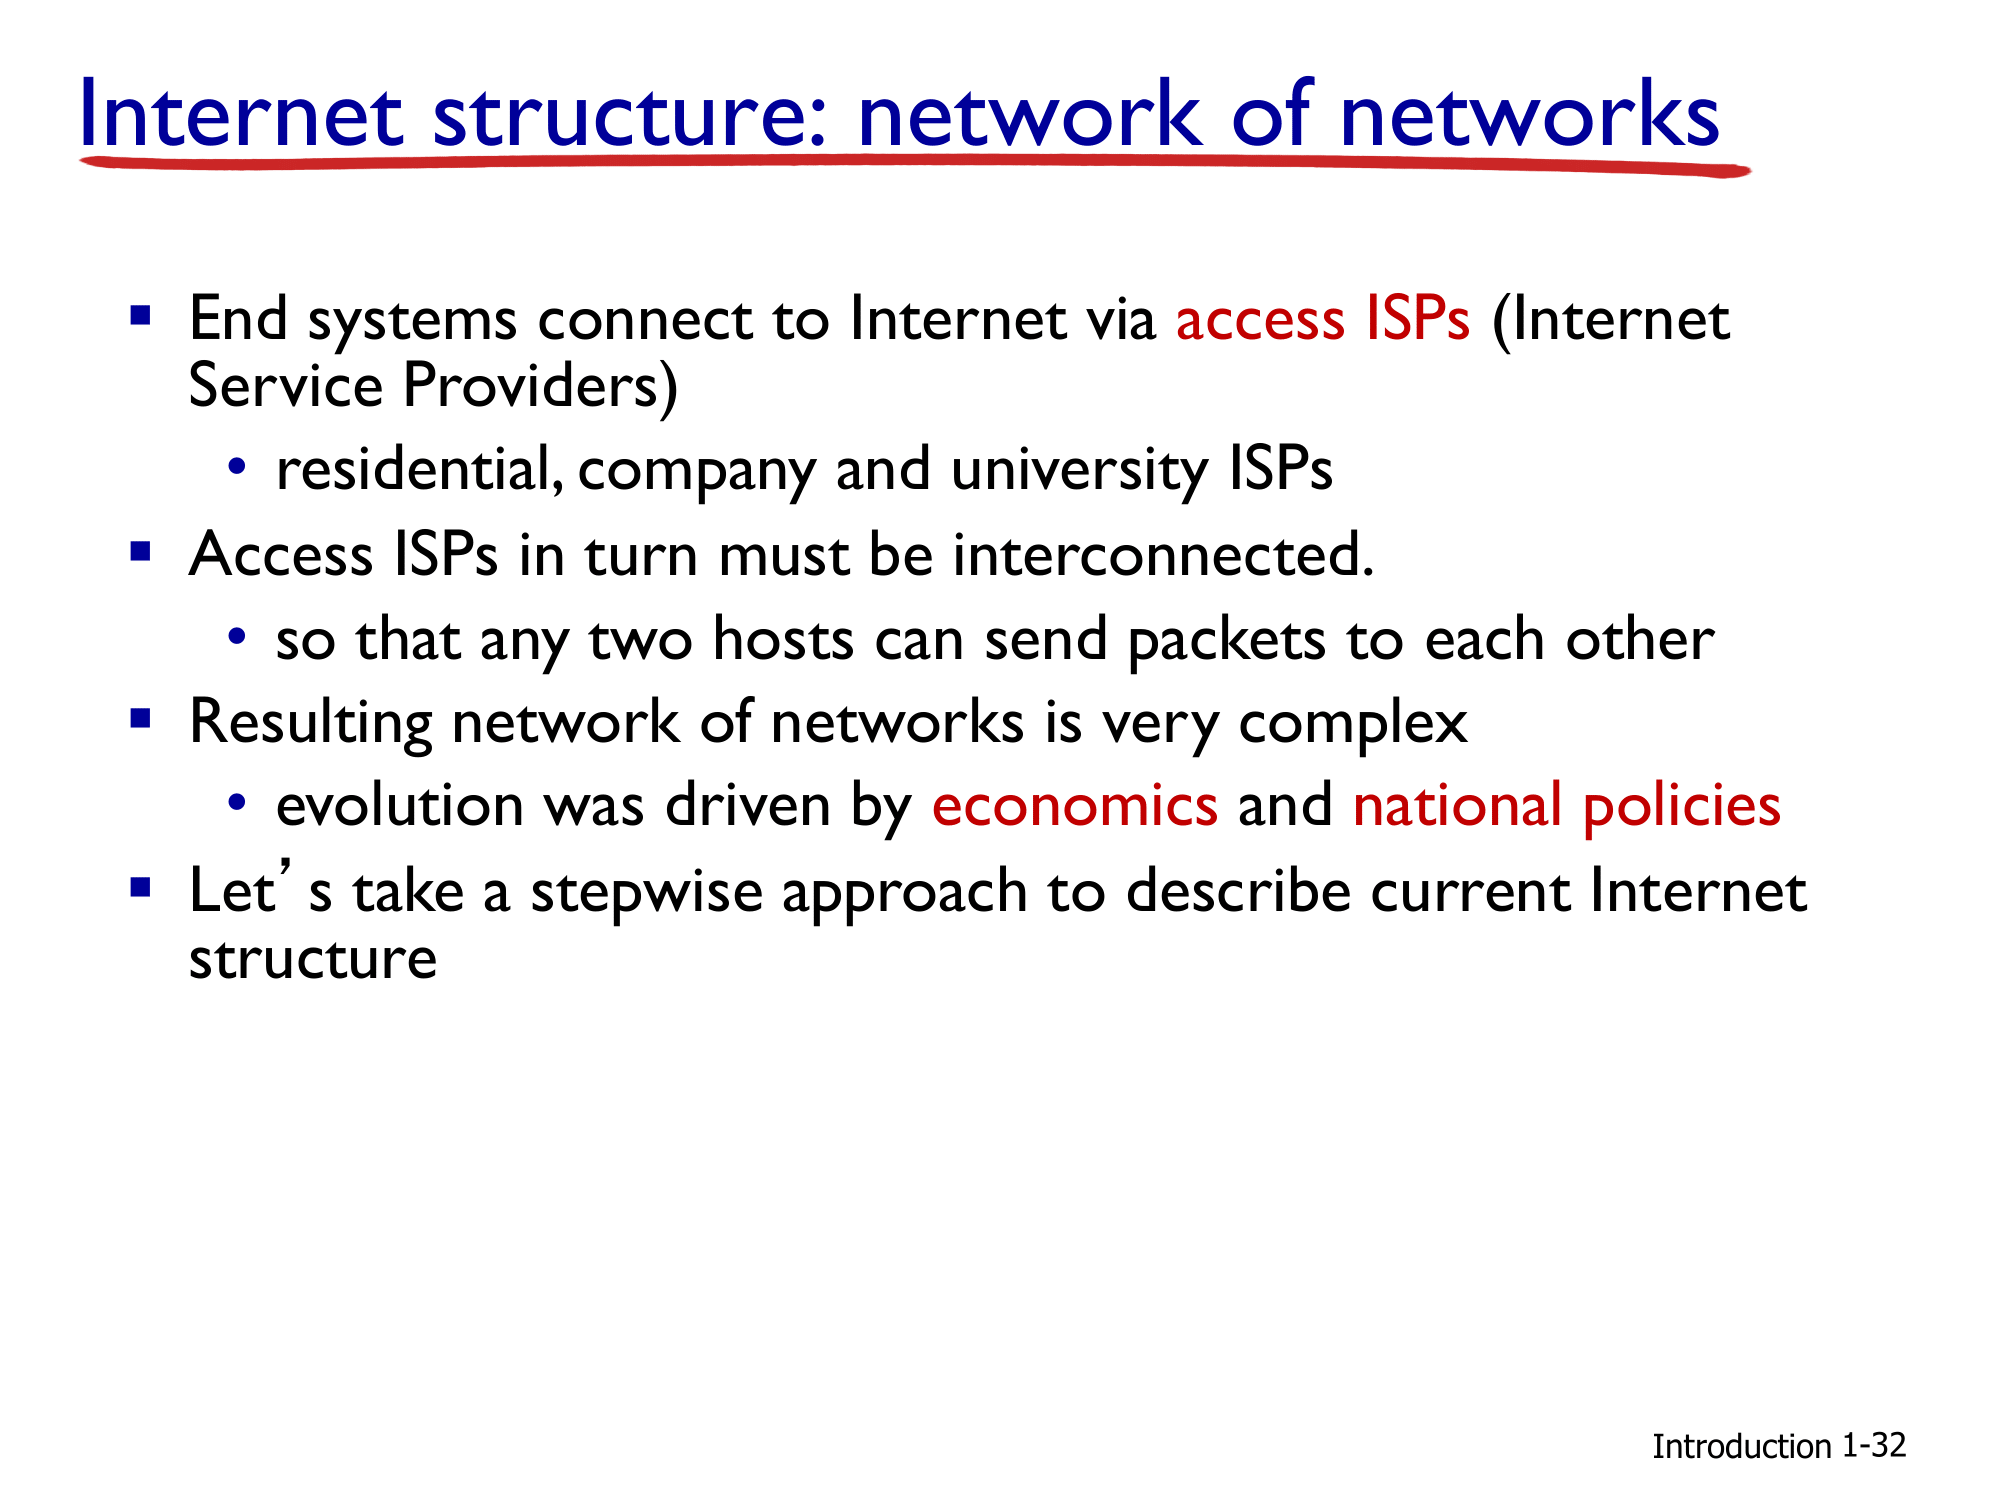 Internet structure: network of networks
▪ End systems connect to Internet via access ISPs (Internet
Service Providers)
• residential, company and university ISPs
▪ Access ISPs in turn must be interconnected.
• so that any two hosts can send packets to each other
▪ Resulting network of networks is very complex
• evolution was driven by economics and national policies
▪ Let’s take a stepwise approach to describe current Internet
structure
Introduction 1-32